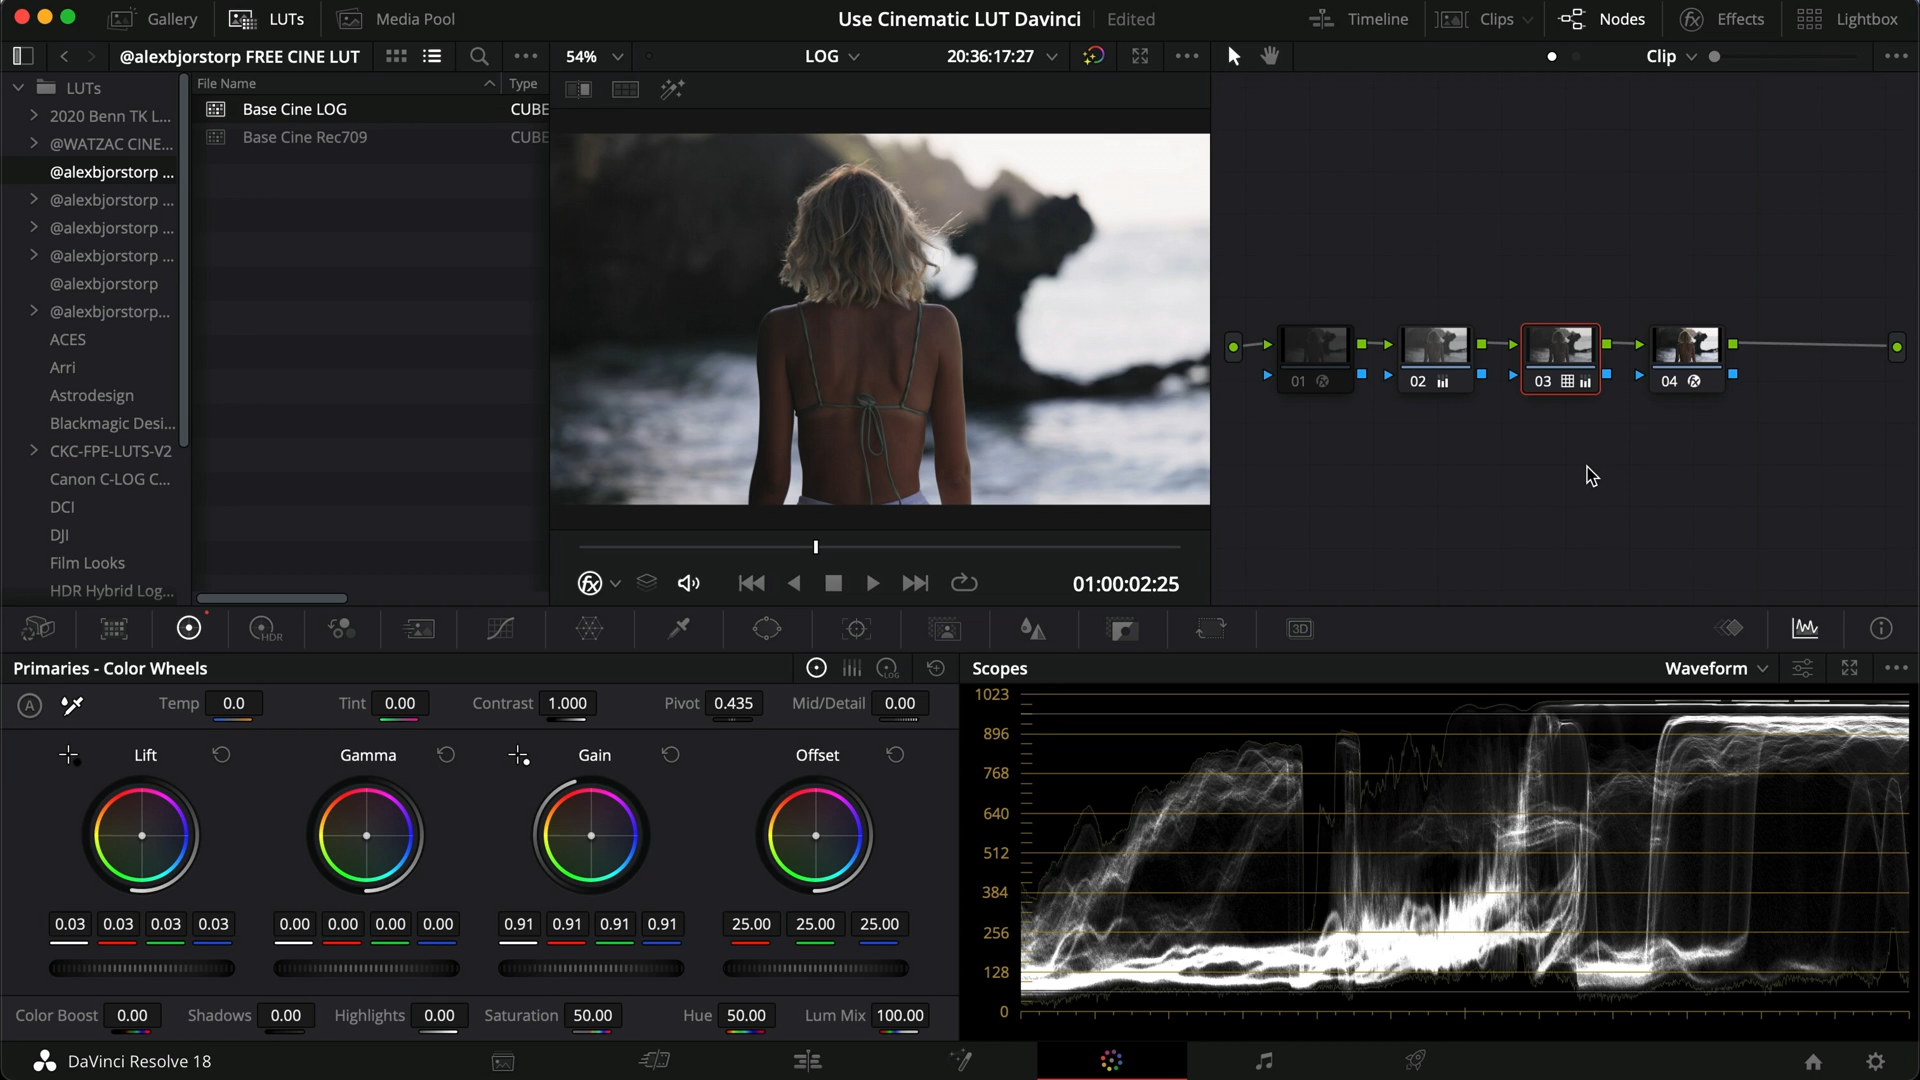 Gallery
LUTs
Media Pool
Use Cinematic LUT Davinci
Edited
Timeline
Clips
Nodes
Effects
Lightbox
@alexbjorstorp FREE CINE LUT
54%
LOG
20:36:17:27
Clip
LUTs
2020 Benn TK L...
@WATZAC CINE...
@alexbjorstorp ...
@alexbjorstorp ...
@alexbjorstorp ...
@alexbjorstorp ...
@alexbjorstorp
@alexbjorstorp...
ACES
Arri
Astrodesign
Blackmagic Desi...
CKC-FPE-LUTS-V2
Canon C-LOG C...
DCI
DJI
Film Looks
HDR Hybrid Log...
File Name
Type
Base Cine LOG
CUBE
Base Cine Rec709
CUBE
01
02
03
04
fx
01:00:02:25
HDR
3D
Primaries - Color Wheels
LOG
A
Temp 0.0
Tint 0.00
Contrast 1.000
Pivot 0.435
Mid/Detail 0.00
Lift
Gamma
Gain
Offset
0.03 0.03 0.03 0.03
0.00 0.00 0.00 0.00
0.91 0.91 0.91 0.91
25.00 25.00 25.00
Color Boost 0.00
Shadows 0.00
Highlights 0.00
Saturation 50.00
Hue 50.00
Lum Mix 100.00
Scopes
Waveform
1023
896
768
640
512
384
256
128
0
DaVinci Resolve 18